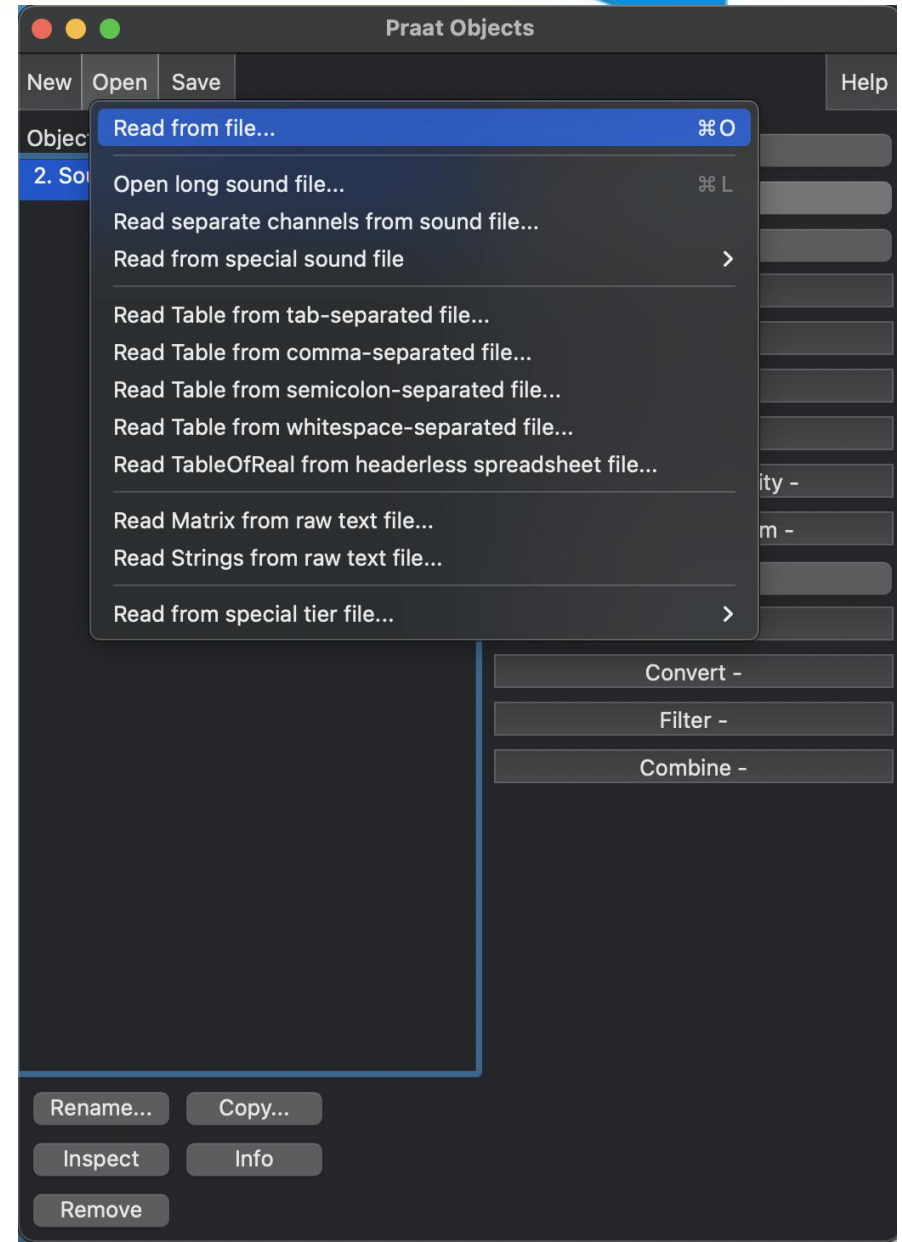 Praat Objects
New Open Save Help
Objec
2. Sou
Read from file... ⌘O
Open long sound file... ⌘L
Read separate channels from sound file...
Read from special sound file >
Read Table from tab-separated file...
Read Table from comma-separated file...
Read Table from semicolon-separated file...
Read Table from whitespace-separated file...
Read TableOfReal from headerless spreadsheet file...
ity -
Read Matrix from raw text file...
m -
Read Strings from raw text file...
Read from special tier file... >
Convert -
Filter -
Combine -
Rename... Copy...
Inspect Info
Remove